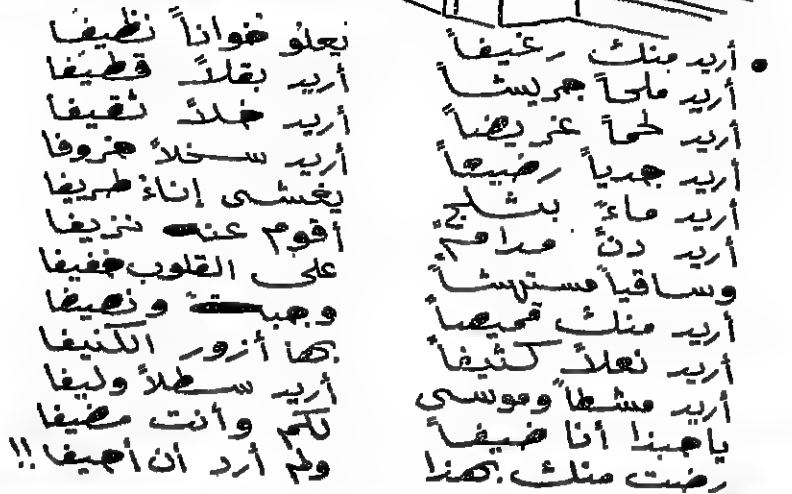 أريد منك رغيفاً يعلو خواناً نظيفا
أريد ملحاً جريشاً أريد بقلاً قطيفا
أريد لحماً غريضاً أريد خلاً ثقيفا
أريد جدياً رضيعاً أريد سخلاً خروفا
أريد ماءً بثلجٍ يغشى إناءً طريفا
أريد دنّ مدامٍ أقوم عنه نزيفا
وساقياً مستهشاً على القلوب خفيفا
أريد منك قميصاً وجبةً ونصيفا
أريد نعلاً كثيفاً بها أزور الكنيفا
أريد مشطاً وموسى أريد سطلاً وليفا
ياحبذا أنا ضيفاً لكم وأنت مضيفا
رضيت منك بهذا ولم أرد أن أحيفا !!